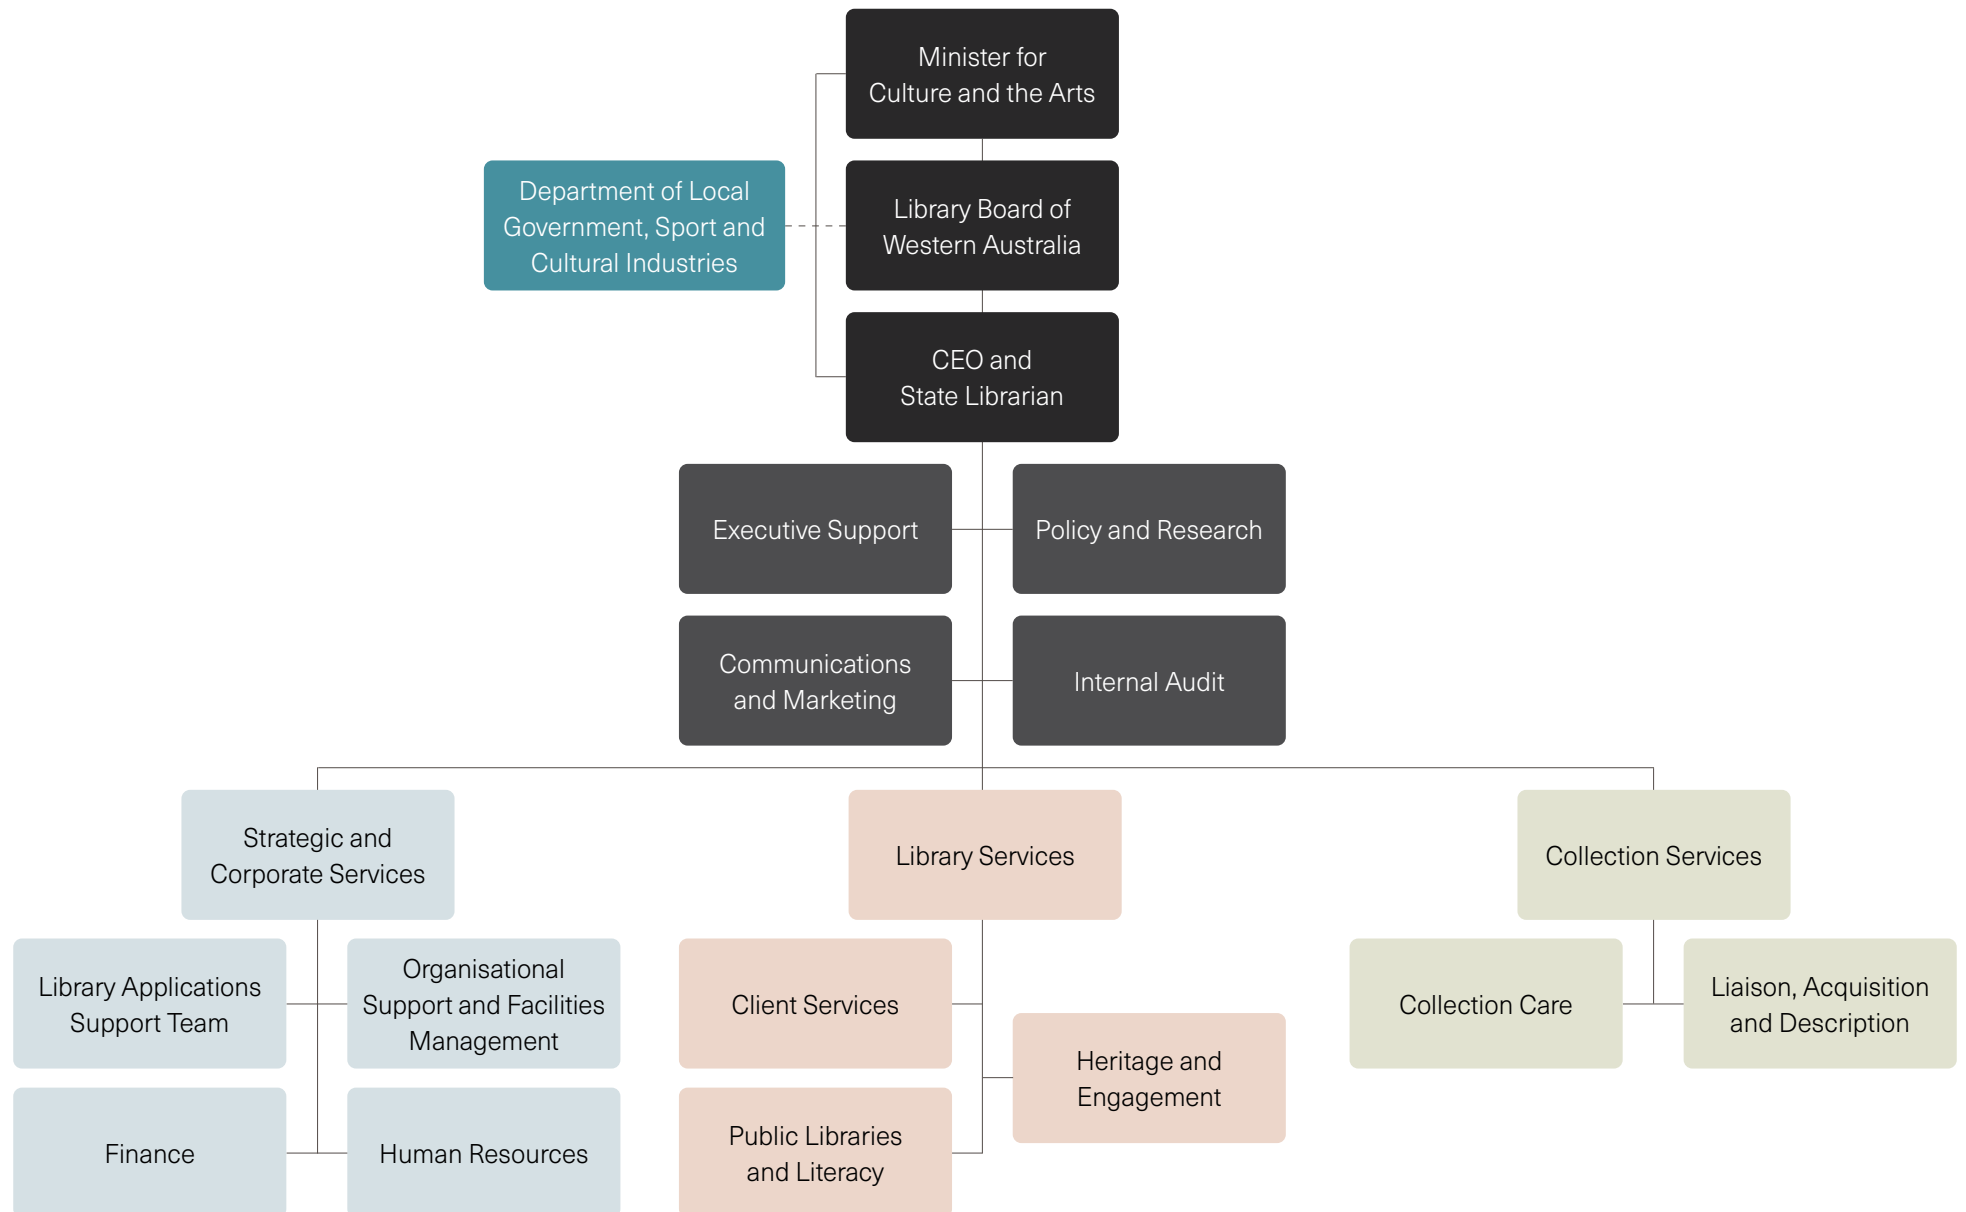 Minister for
Culture and the Arts
Department of Local
Government, Sport and
Cultural Industries
Library Board of
Western Australia
CEO and
State Librarian
Executive Support
Policy and Research
Communications
and Marketing
Internal Audit
Strategic and
Corporate Services
Library Services
Collection Services
Library Applications
Support Team
Organisational
Support and Facilities
Management
Client Services
Heritage and
Engagement
Collection Care
Liaison, Acquisition
and Description
Finance
Human Resources
Public Libraries
and Literacy